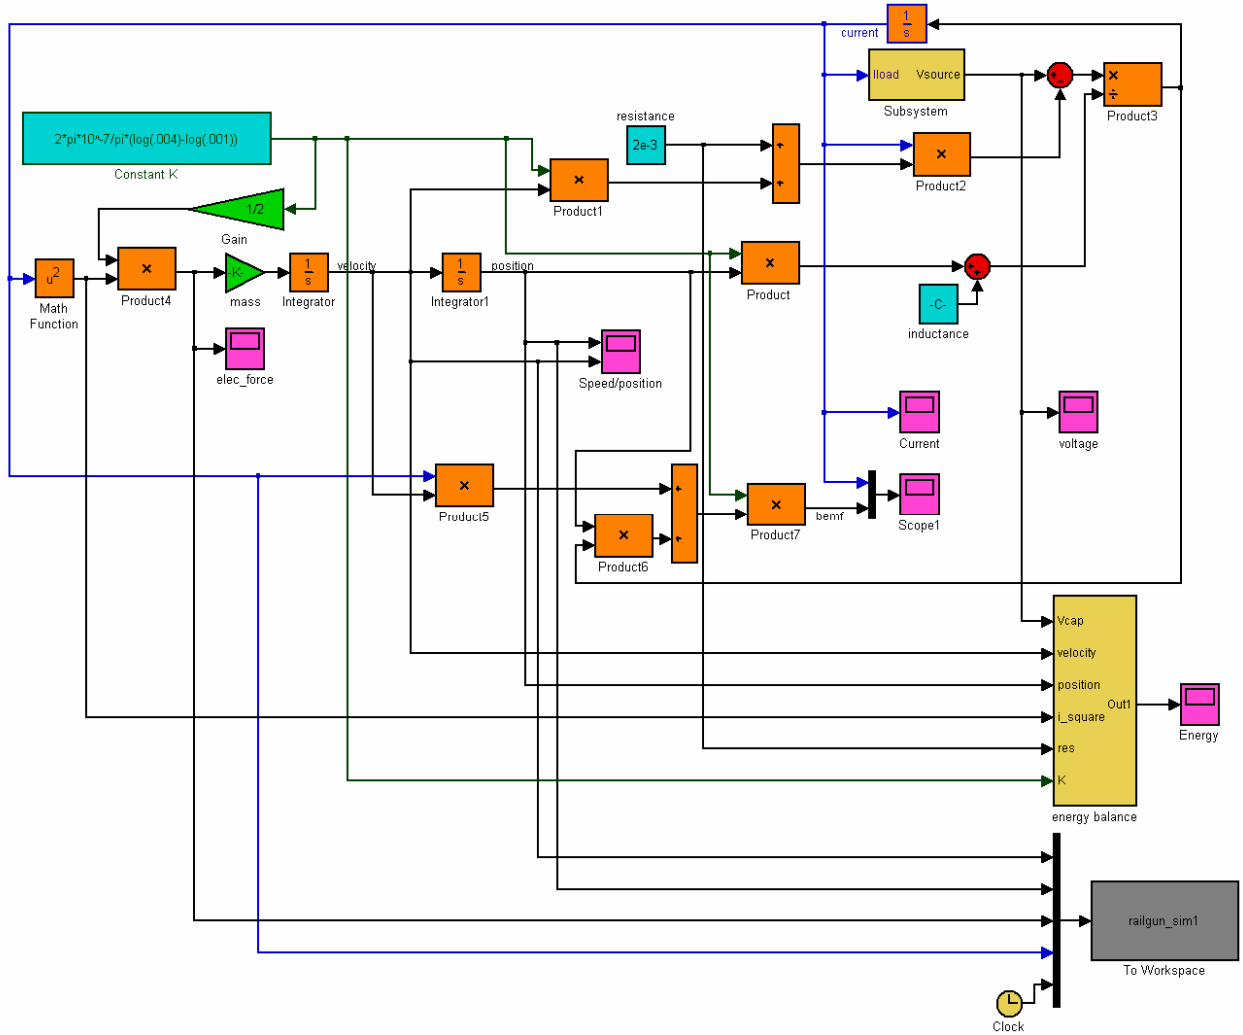 current
1
s
Iload
Vsource
Subsystem
×
÷
Product3
resistance
2e-3
2*pi*10^-7/pi*(log(.004)-log(.001))
Constant K
×
Product1
+
+
×
Product2
+
-
1/2
Gain
u²
Math
Function
×
Product4
-K-
mass
1
s
Integrator
velocity
1
s
Integrator1
position
×
Product
+
+
-C-
inductance
elec_force
Speed/position
Current
voltage
×
Product5
×
Product6
+
+
×
Product7
bemf
Scope1
Vcap
velocity
position
i_square
res
K
Out1
energy balance
Energy
railgun_sim1
To Workspace
Clock